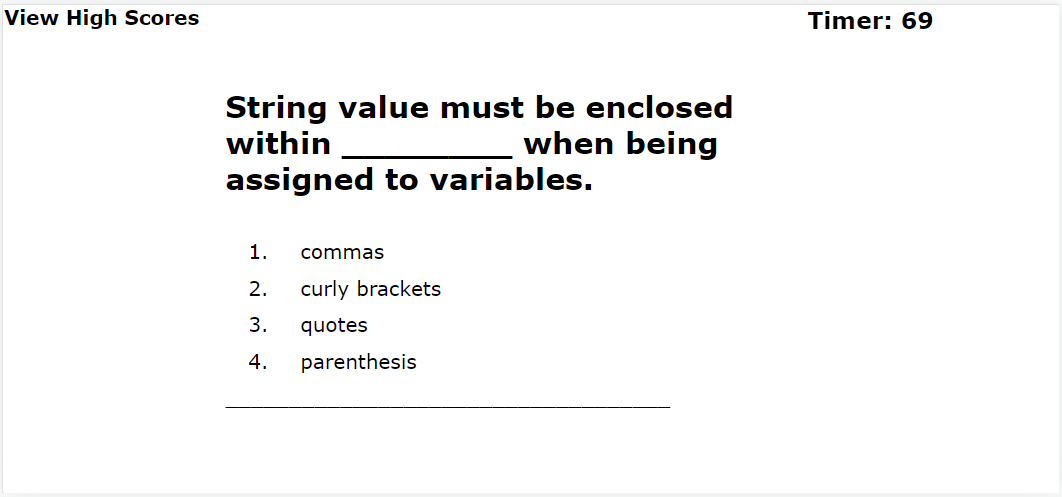 View High Scores
Timer: 69
String value must be enclosed
within ________ when being
assigned to variables.
1. commas
2. curly brackets
3. quotes
4. parenthesis